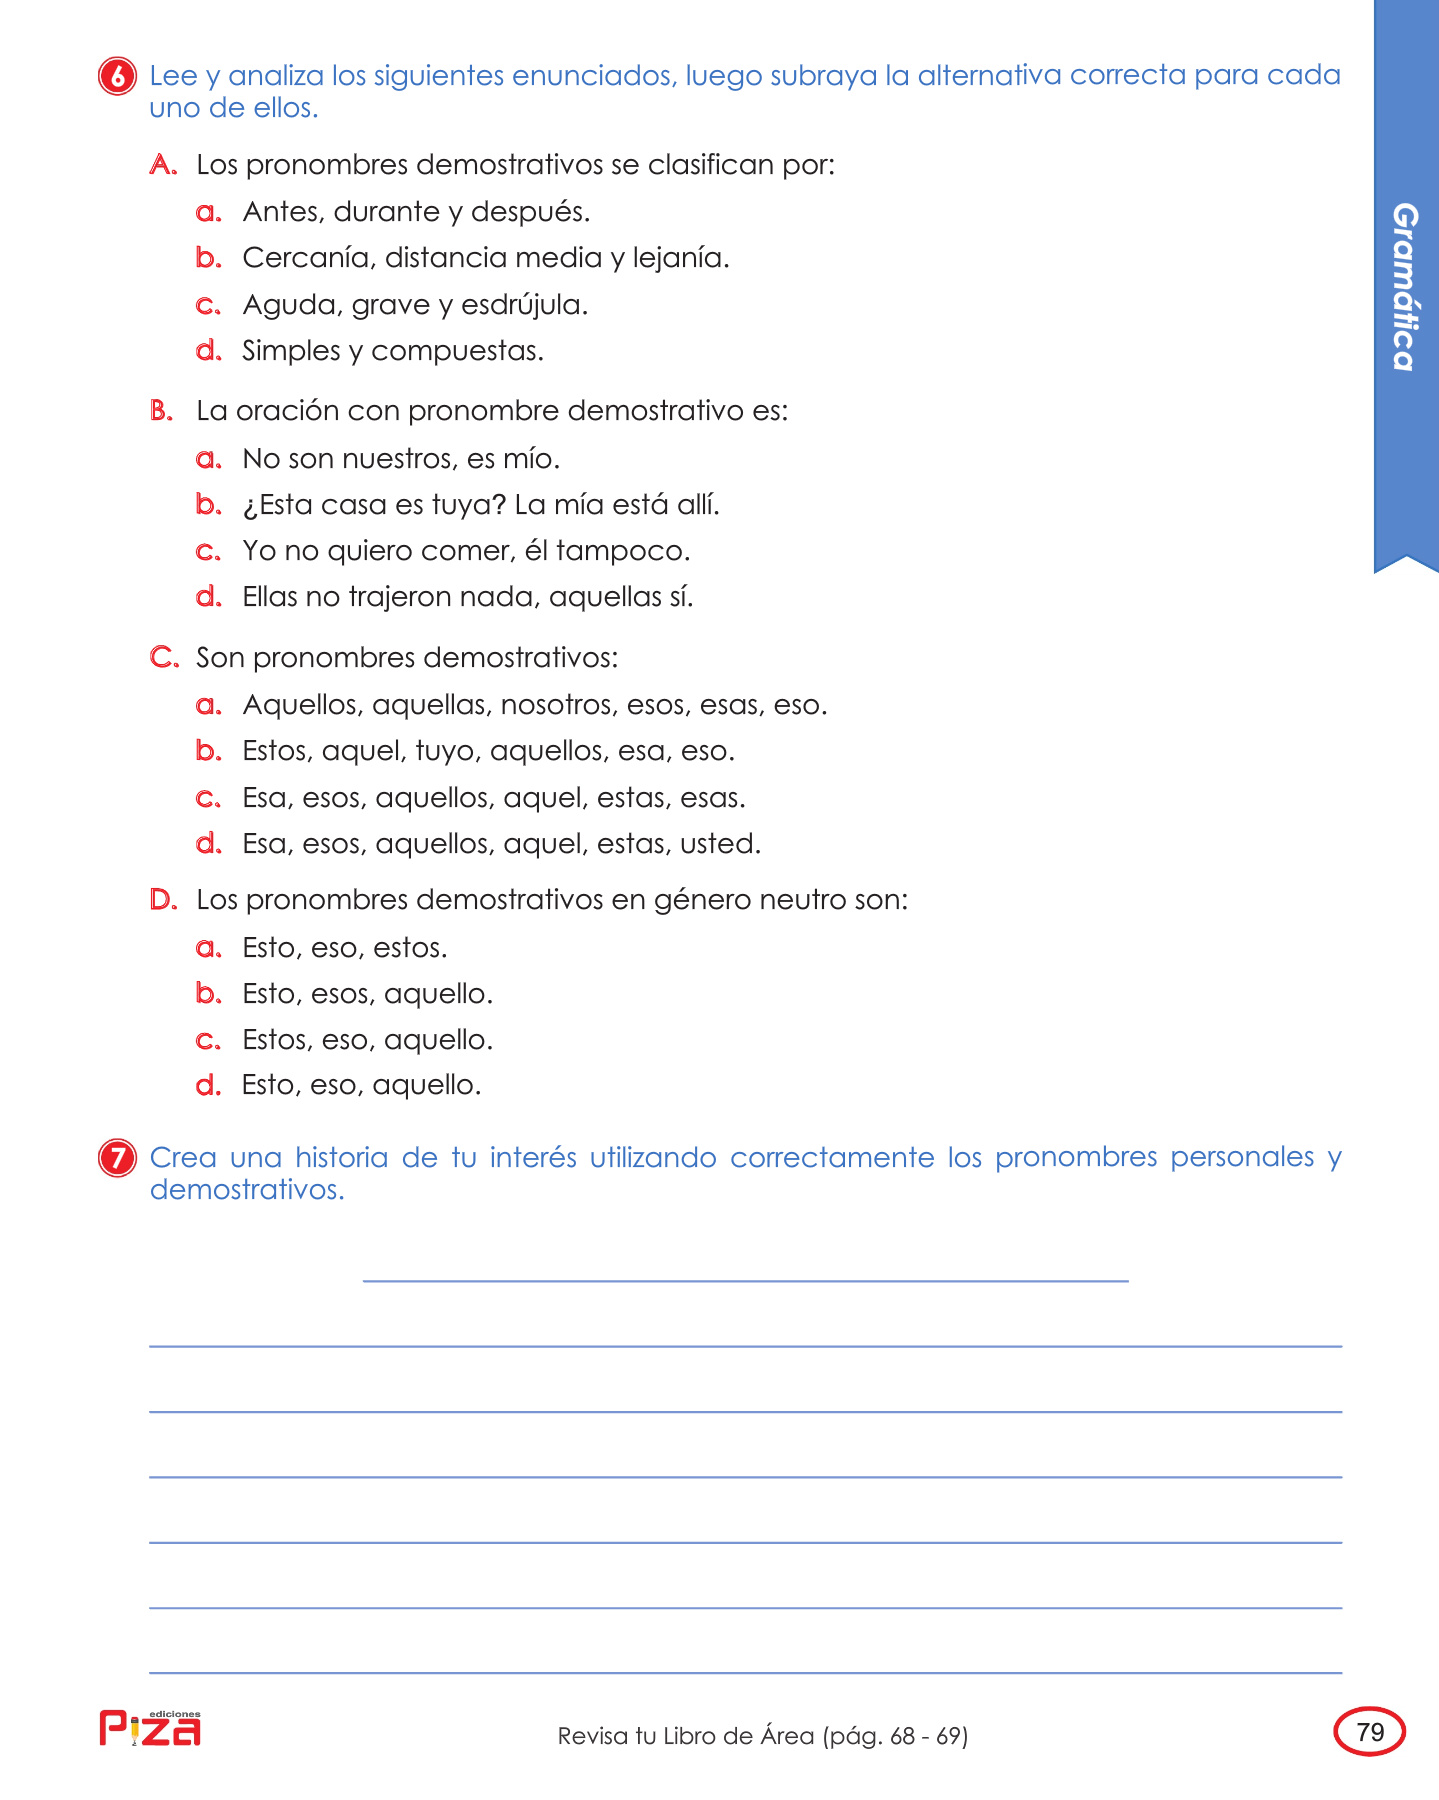 6 Lee y analiza los siguientes enunciados, luego subraya la alternativa correcta para cada
uno de ellos.
A. Los pronombres demostrativos se clasifican por:
a. Antes, durante y después.
b. Cercanía, distancia media y lejanía.
c. Aguda, grave y esdrújula.
d. Simples y compuestas.
B. La oración con pronombre demostrativo es:
a. No son nuestros, es mío.
b. ¿Esta casa es tuya? La mía está allí.
c. Yo no quiero comer, él tampoco.
d. Ellas no trajeron nada, aquellas sí.
C. Son pronombres demostrativos:
a. Aquellos, aquellas, nosotros, esos, esas, eso.
b. Estos, aquel, tuyo, aquellos, esa, eso.
c. Esa, esos, aquellos, aquel, estas, esas.
d. Esa, esos, aquellos, aquel, estas, usted.
D. Los pronombres demostrativos en género neutro son:
a. Esto, eso, estos.
b. Esto, esos, aquello.
c. Estos, eso, aquello.
d. Esto, eso, aquello.
7 Crea una historia de tu interés utilizando correctamente los pronombres personales y
demostrativos.
Gramática
ediciones
Piza
Revisa tu Libro de Área (pág. 68 - 69)
79